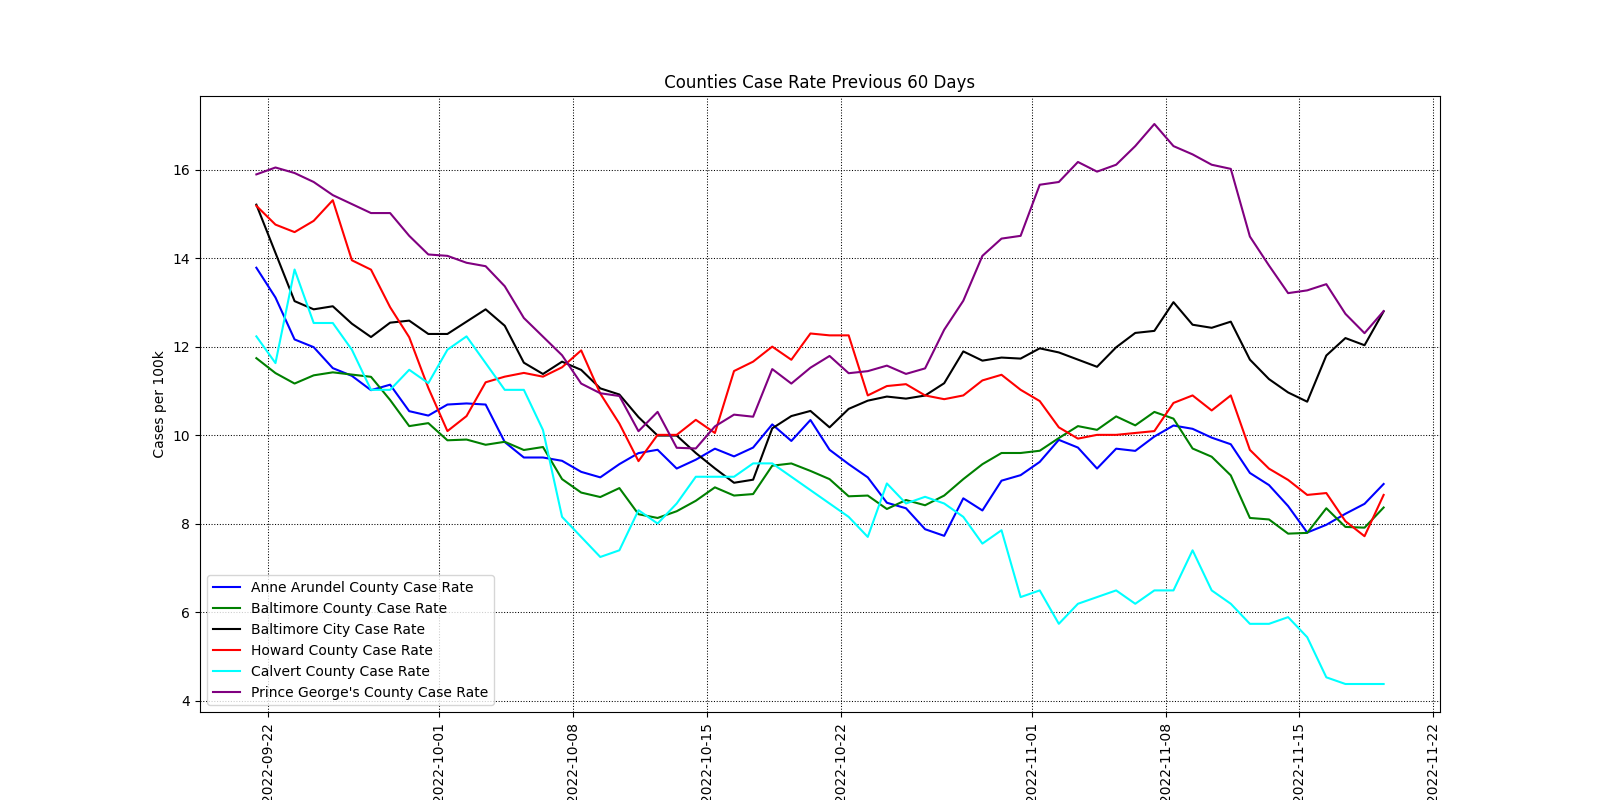 Counties Case Rate Previous 60 Days
Cases per 100k
16
14
12
10
8
6
4
Anne Arundel County Case Rate
Baltimore County Case Rate
Baltimore City Case Rate
Howard County Case Rate
Calvert County Case Rate
Prince George's County Case Rate
2022-09-22
2022-10-01
2022-10-08
2022-10-15
2022-10-22
2022-11-01
2022-11-08
2022-11-15
2022-11-22